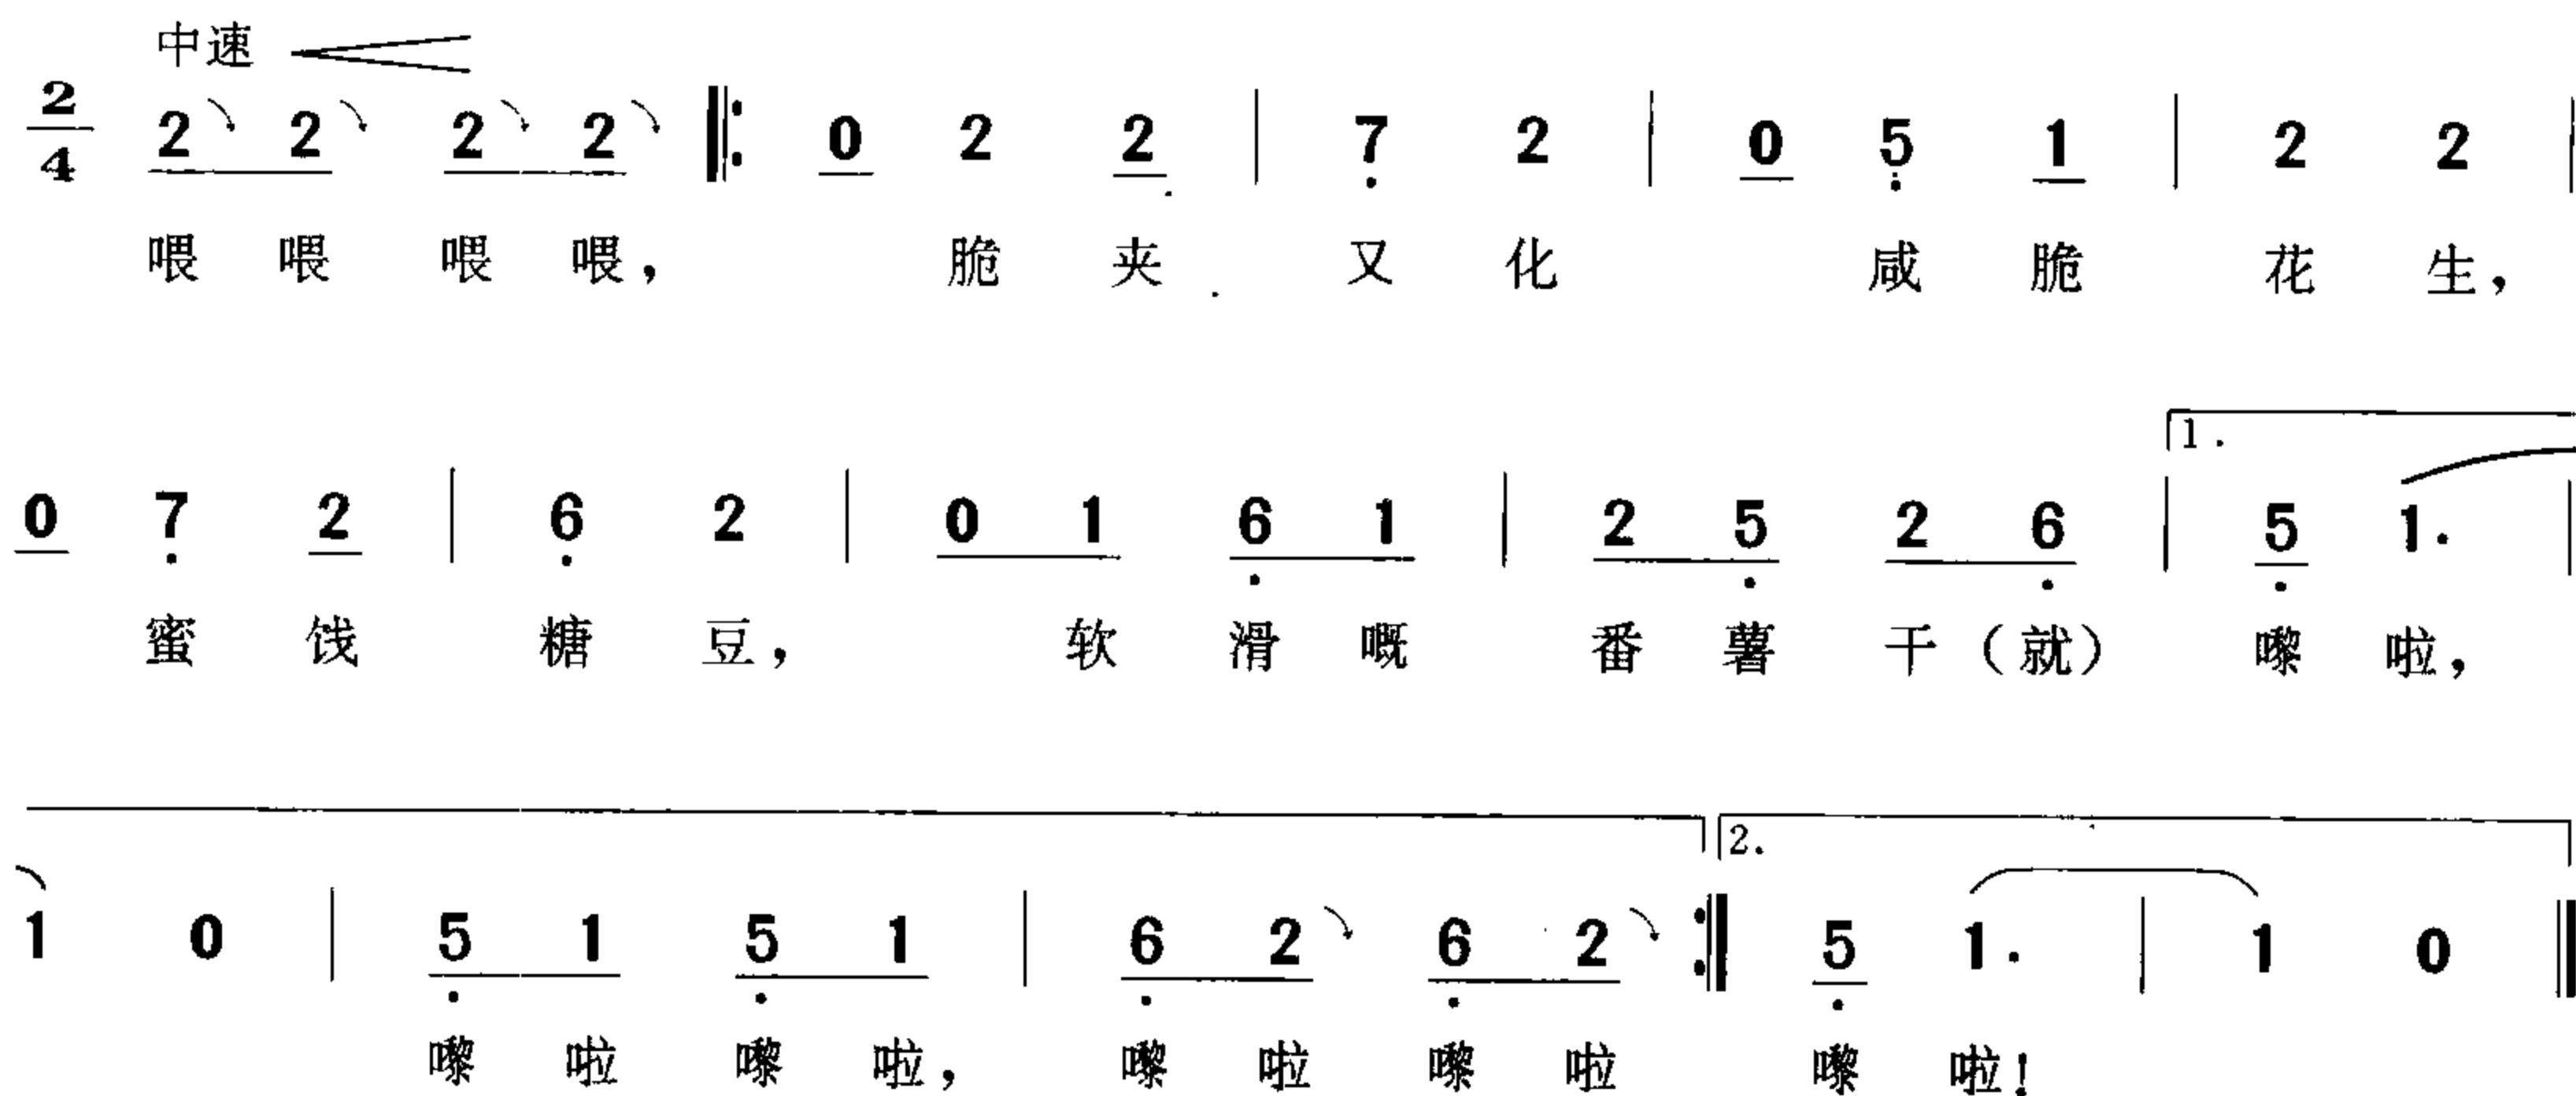 中速
2/4 2 2 2 2 0 2 2 | 7 2 | 0 5 1 | 2 2 |
喂 喂 喂 喂， 脆 夹 又 化 咸 脆 花 生，
1.
0 7 2 | 6 2 | 0 1 6 1 | 2 5 2 6 | 5 1. |
蜜 饯 糖 豆， 软 滑 嘅 番 薯 干（就） 嚟 啦，
2.
1 0 | 5 1 5 1 | 6 2 6 2 5 1. | 1 0
嚟 啦 嚟 啦， 嚟 啦 嚟 啦 嚟 啦！